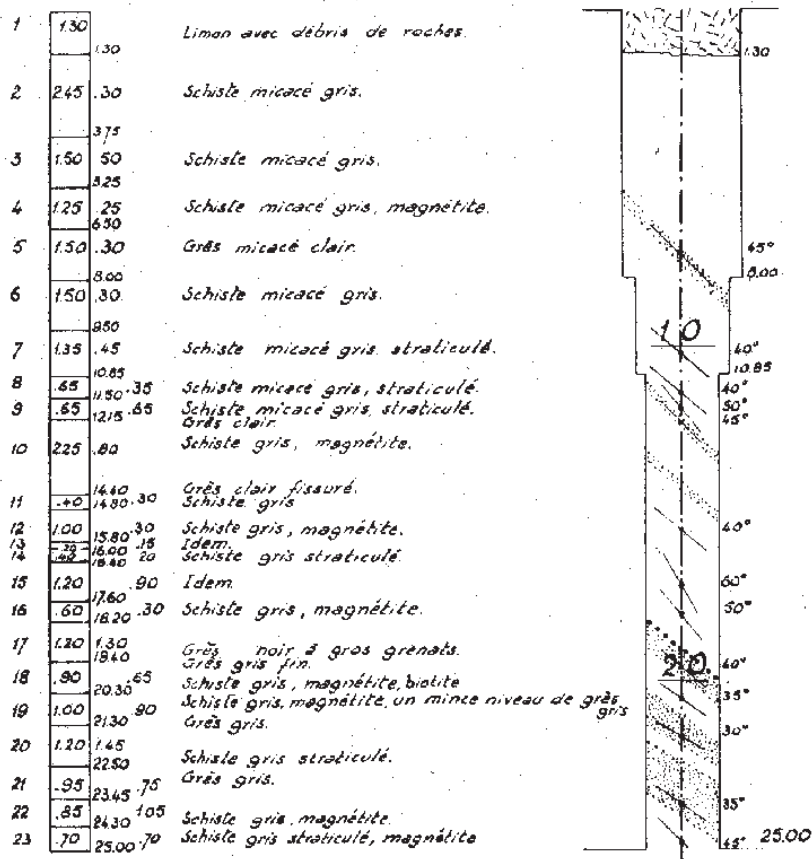 1 1.30 Limon avec débris de roches. 1.30
1.30
2 2.45 .30 Schiste micacé gris.
3.75
3 1.50 .50 Schiste micacé gris.
5.25
4 1.25 .25 Schiste micacé gris, magnétite.
6.50
5 1.50 .30 Grès micacé clair. 45°
8.00 8.00
6 1.50 .30 Schiste micacé gris.
9.50 10
7 1.35 .45 Schiste micacé gris straticulé. 40°
10.85 10.85
8 .65 .35 Schiste micacé gris, straticulé. 40°
11.50
9 .65 .65 Schiste micacé gris, straticulé. 50°
12.15 Grès clair. 45°
10 2.25 .80 Schiste gris, magnétite.
14.40 Grès clair fissuré.
11 .40 14.80 .30 Schiste gris
12 1.00 .30 Schiste gris, magnétite. 40°
15.80
13 .20 16.00 .15 Idem.
14 .40 16.40 .20 Schiste gris straticulé.
15 1.20 .90 Idem. 60°
17.60
16 .60 .30 Schiste gris, magnétite. 50°
18.20
17 1.20 1.30 Grès noir à gros grenats.
19.40 Grès gris fin. 40°
18 .90 .65 Schiste gris, magnétite, biotite 20
20.30 35°
19 1.00 .90 Schiste gris, magnétite, un mince niveau de grès gris
21.30 Grès gris. 30°
20 1.20 1.45 Schiste gris straticulé.
22.50
21 .95 .75 Grès gris.
23.45 35°
22 .85 1.05 Schiste gris, magnétite.
24.30
23 .70 .70 Schiste gris straticulé, magnétite
25.00 45° 25.00